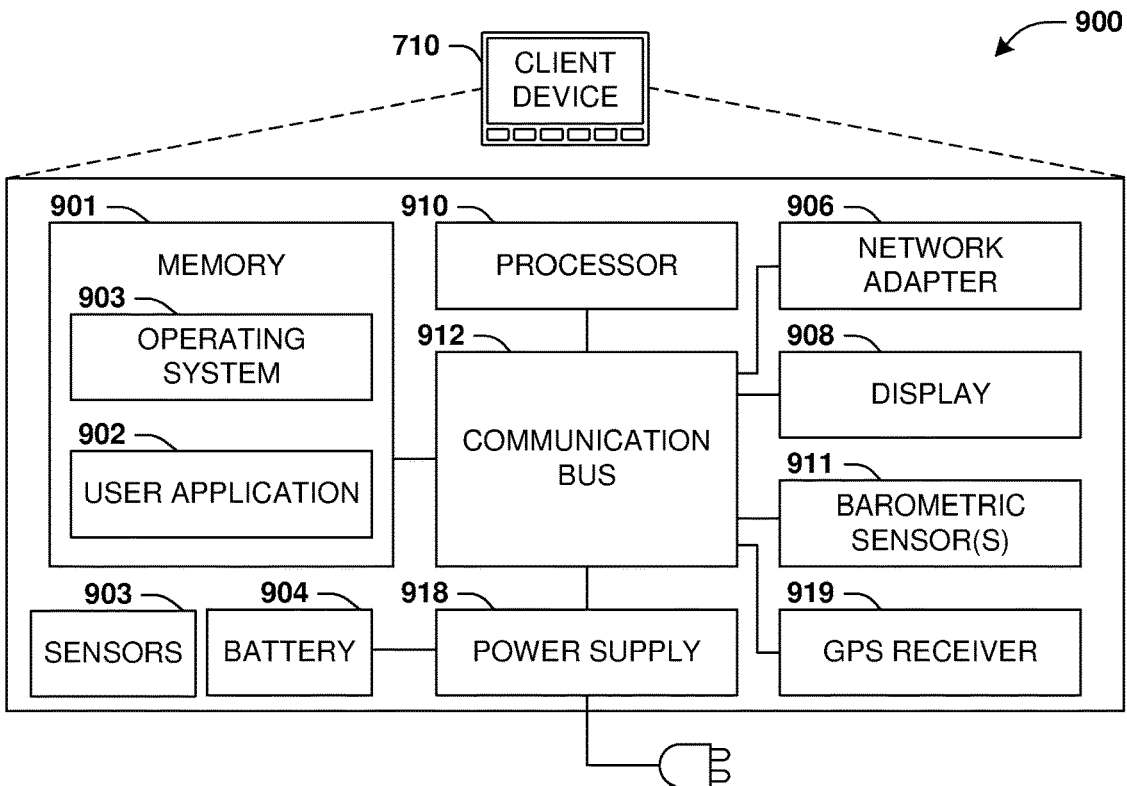 900
710
CLIENT
DEVICE
901
MEMORY
903
OPERATING
SYSTEM
902
USER APPLICATION
910
PROCESSOR
912
COMMUNICATION
BUS
906
NETWORK
ADAPTER
908
DISPLAY
911
BAROMETRIC
SENSOR(S)
903
SENSORS
904
BATTERY
918
POWER SUPPLY
919
GPS RECEIVER